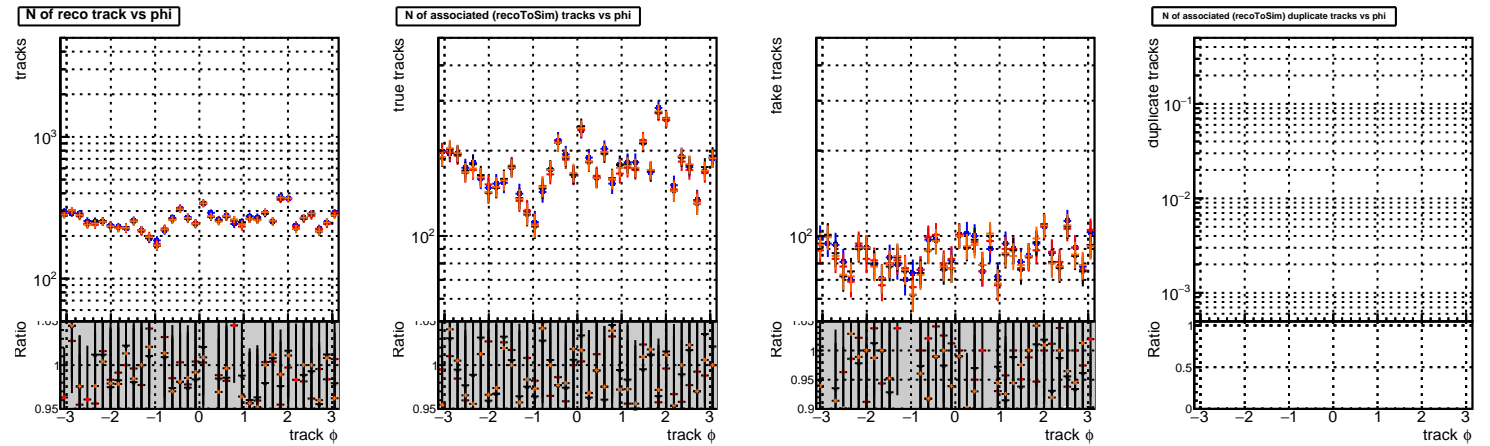 N of reco track vs phi
tracks
10³
10²
Ratio
1.05
1
0.95
−3 −2 −1 0 1 2 3
track ϕ
N of associated (recoToSim) tracks vs phi
true tracks
10²
Ratio
1.05
1
0.95
−3 −2 −1 0 1 2 3
track ϕ
fake tracks
10²
Ratio
1
0.95
0.9
−3 −2 −1 0 1 2 3
track ϕ
N of associated (recoToSim) duplicate tracks vs phi
duplicate tracks
10⁻¹
10⁻²
10⁻³
Ratio
1
0.5
0
−3 −2 −1 0 1 2 3
track ϕ